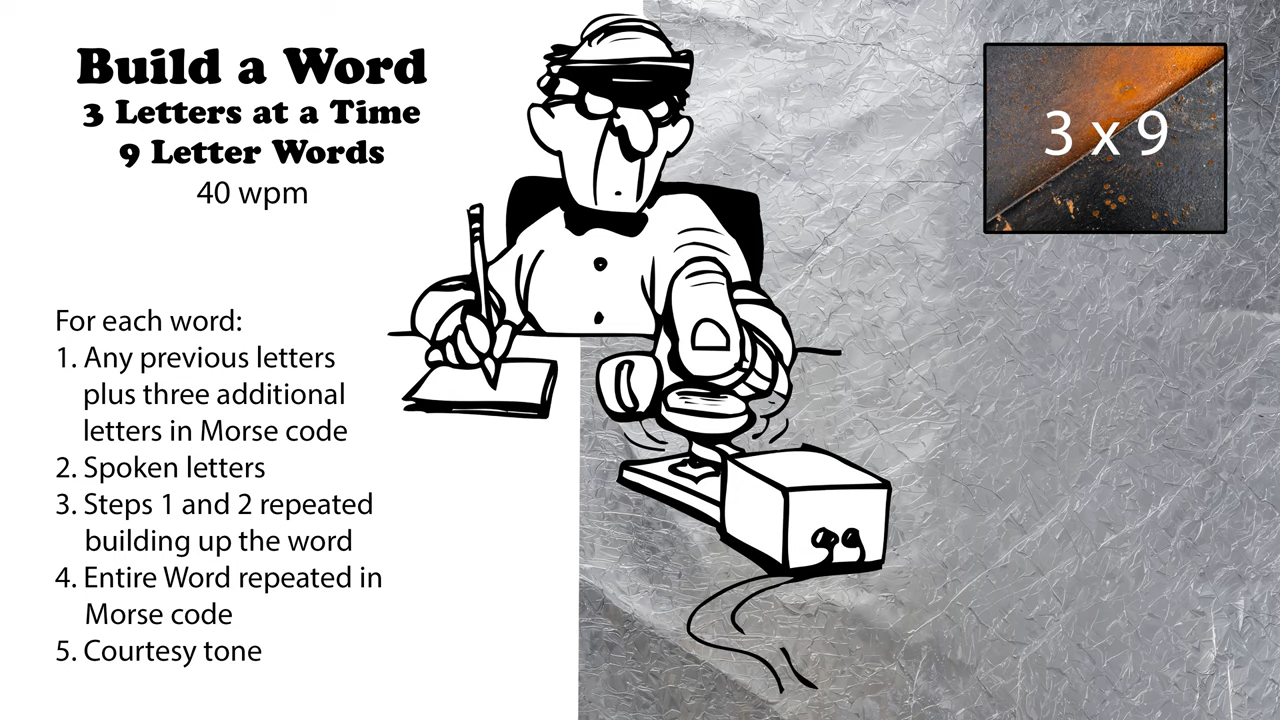 Build a Word
3 Letters at a Time
9 Letter Words
40 wpm
3 x 9
For each word:
1. Any previous letters
plus three additional
letters in Morse code
2. Spoken letters
3. Steps 1 and 2 repeated
building up the word
4. Entire Word repeated in
Morse code
5. Courtesy tone